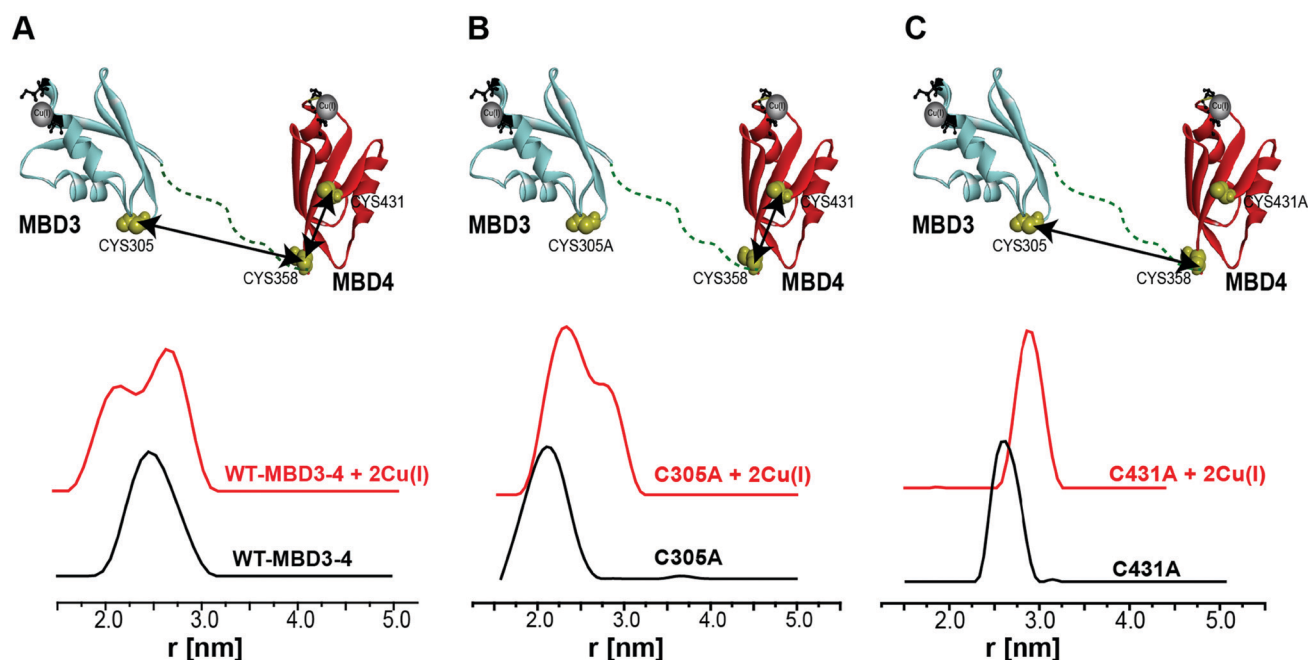 A
Cu(I)
Cu(I)
MBD3
CYS305
CYS431
CYS358
MBD4
WT-MBD3-4 + 2Cu(I)
WT-MBD3-4
2.0 3.0 4.0 5.0
r [nm]
B
Cu(I)
Cu(I)
MBD3
CYS305A
CYS431
CYS358
MBD4
C305A + 2Cu(I)
C305A
2.0 3.0 4.0 5.0
r [nm]
C
Cu(I)
Cu(I)
MBD3
CYS305
CYS431A
CYS358
MBD4
C431A + 2Cu(I)
C431A
2.0 3.0 4.0 5.0
r [nm]